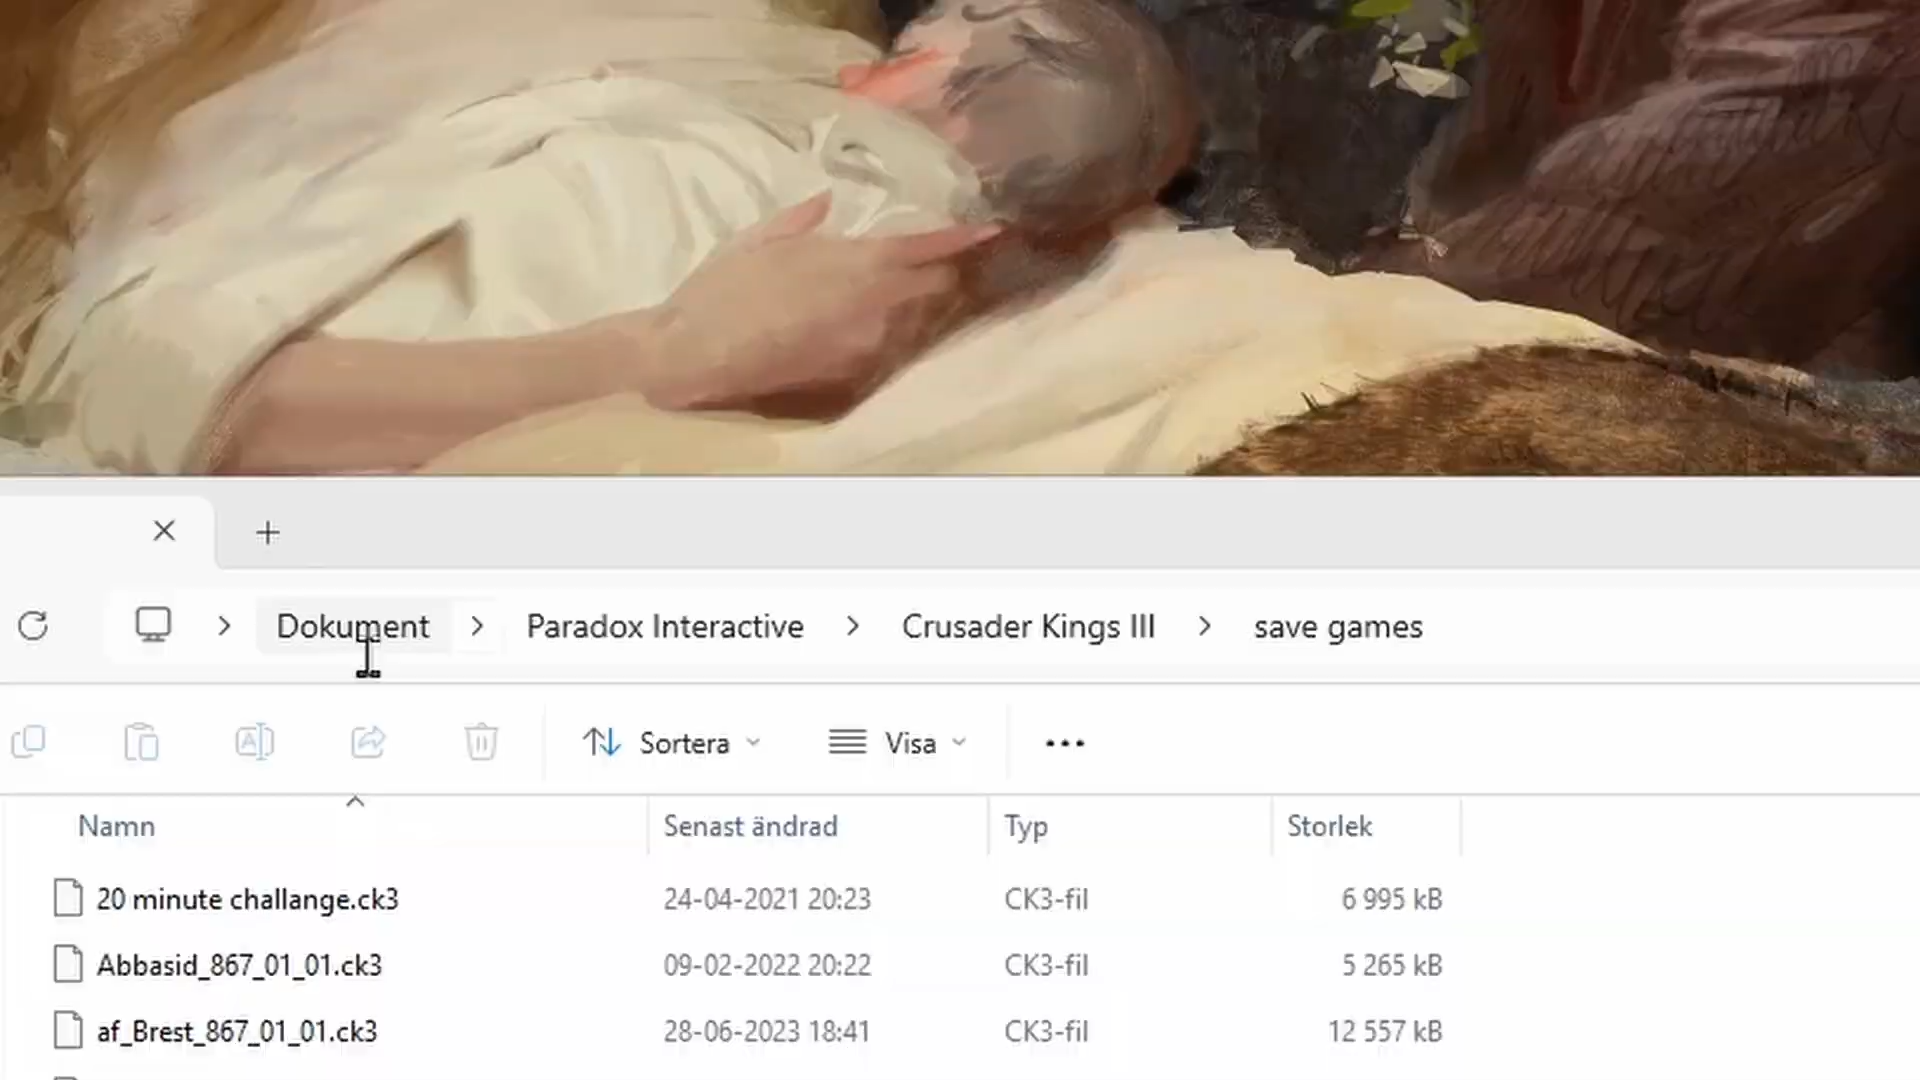 Dokument > Paradox Interactive > Crusader Kings III > save games
Sortera Visa
Namn Senast ändrad Typ Storlek
20 minute challange.ck3 24-04-2021 20:23 CK3-fil 6 995 kB
Abbasid_867_01_01.ck3 09-02-2022 20:22 CK3-fil 5 265 kB
af_Brest_867_01_01.ck3 28-06-2023 18:41 CK3-fil 12 557 kB